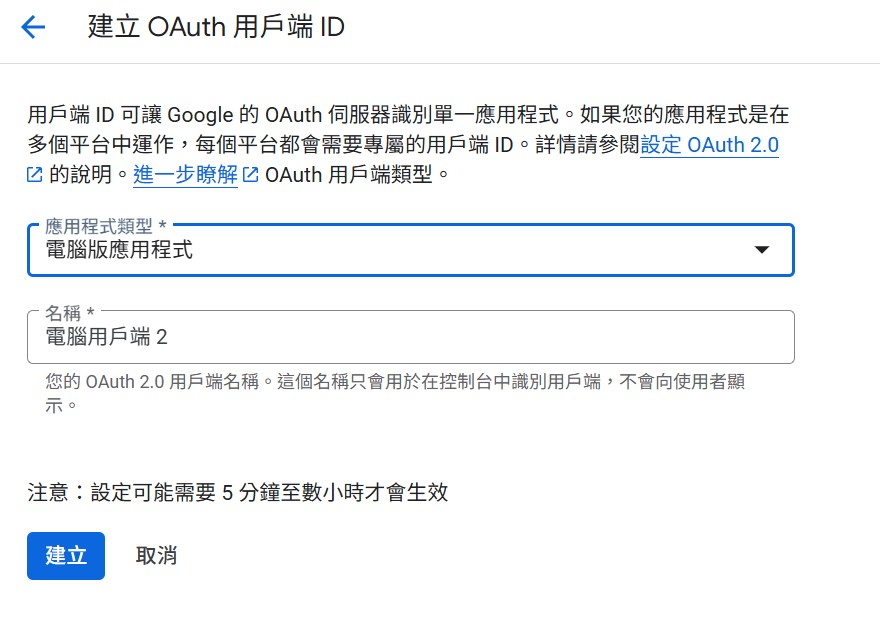 建立 OAuth 用戶端 ID
用戶端 ID 可讓 Google 的 OAuth 伺服器識別單一應用程式。如果您的應用程式是在
多個平台中運作，每個平台都會需要專屬的用戶端 ID。詳情請參閱設定 OAuth 2.0
的說明。進一步瞭解 OAuth 用戶端類型。
應用程式類型 *
電腦版應用程式
名稱 *
電腦用戶端 2
您的 OAuth 2.0 用戶端名稱。這個名稱只會用於在控制台中識別用戶端，不會向使用者顯
示。
注意：設定可能需要 5 分鐘至數小時才會生效
建立 取消